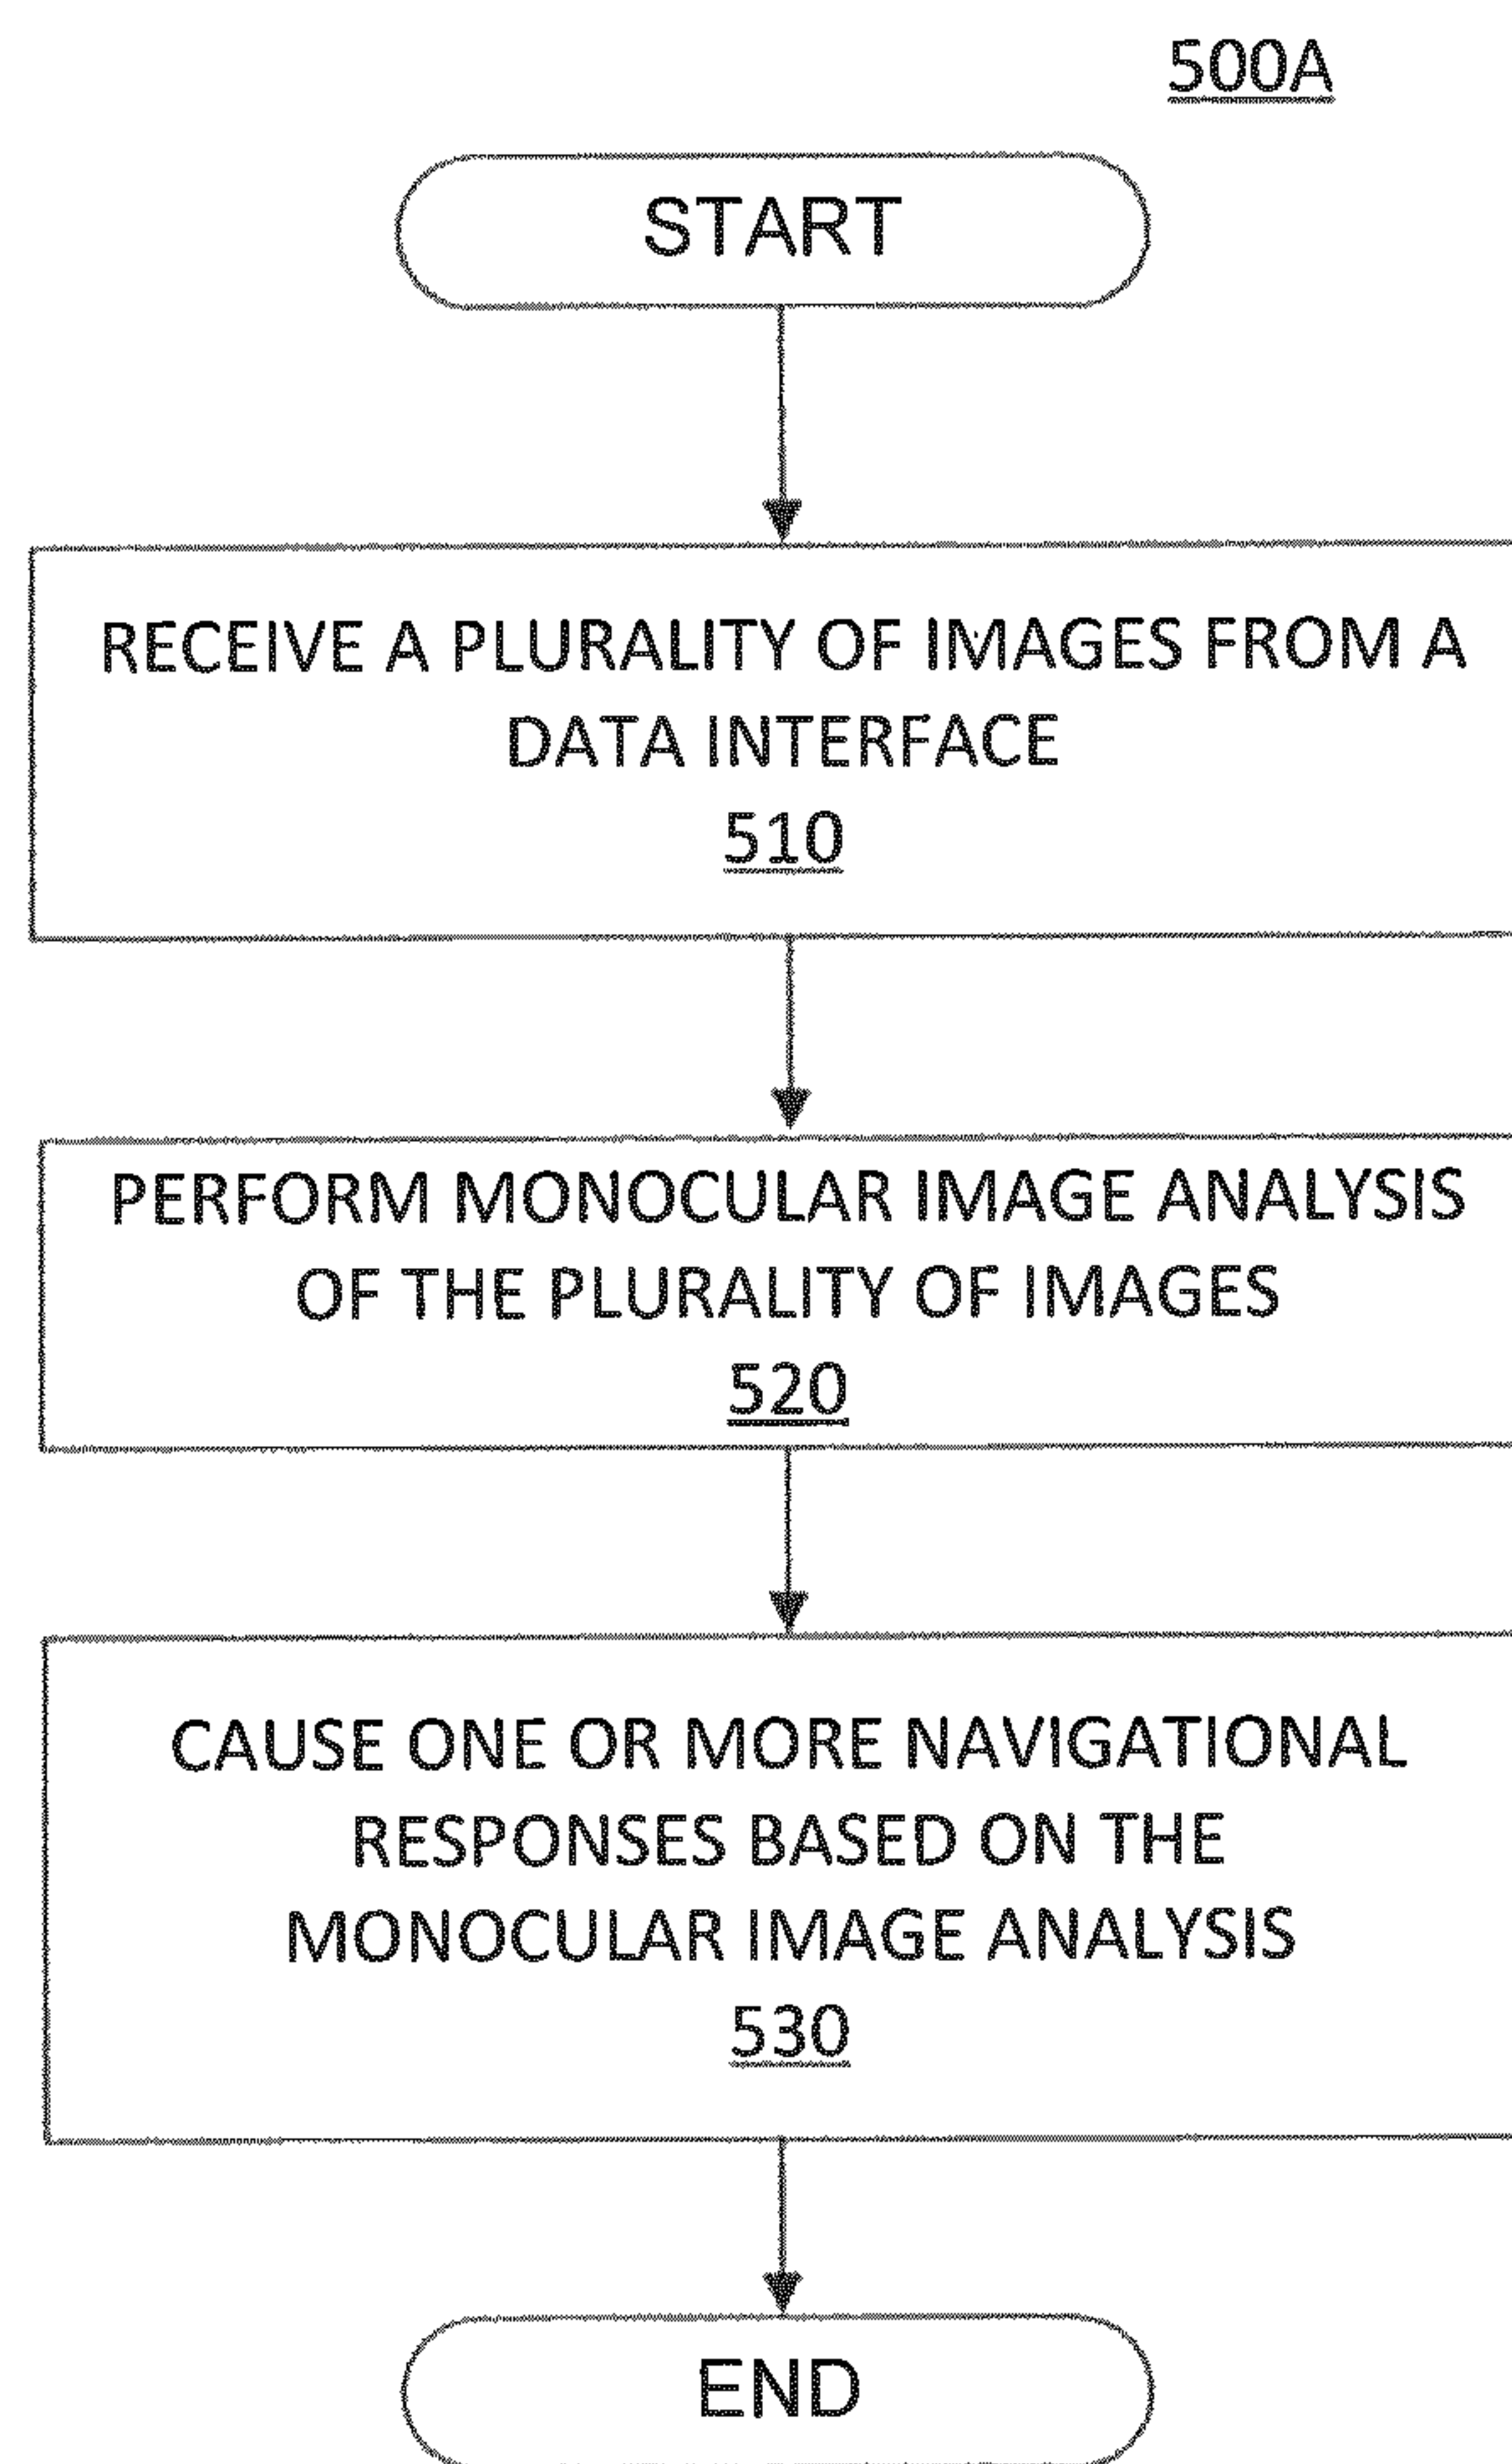 500A
START
RECEIVE A PLURALITY OF IMAGES FROM A
DATA INTERFACE
510
PERFORM MONOCULAR IMAGE ANALYSIS
OF THE PLURALITY OF IMAGES
520
CAUSE ONE OR MORE NAVIGATIONAL
RESPONSES BASED ON THE
MONOCULAR IMAGE ANALYSIS
530
END